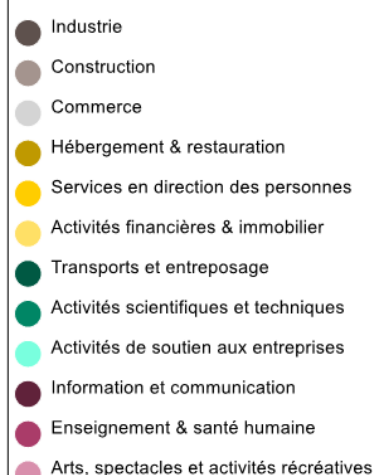 Industrie
Construction
Commerce
Hébergement & restauration
Services en direction des personnes
Activités financières & immobilier
Transports et entreposage
Activités scientifiques et techniques
Activités de soutien aux entreprises
Information et communication
Enseignement & santé humaine
Arts, spectacles et activités récréatives